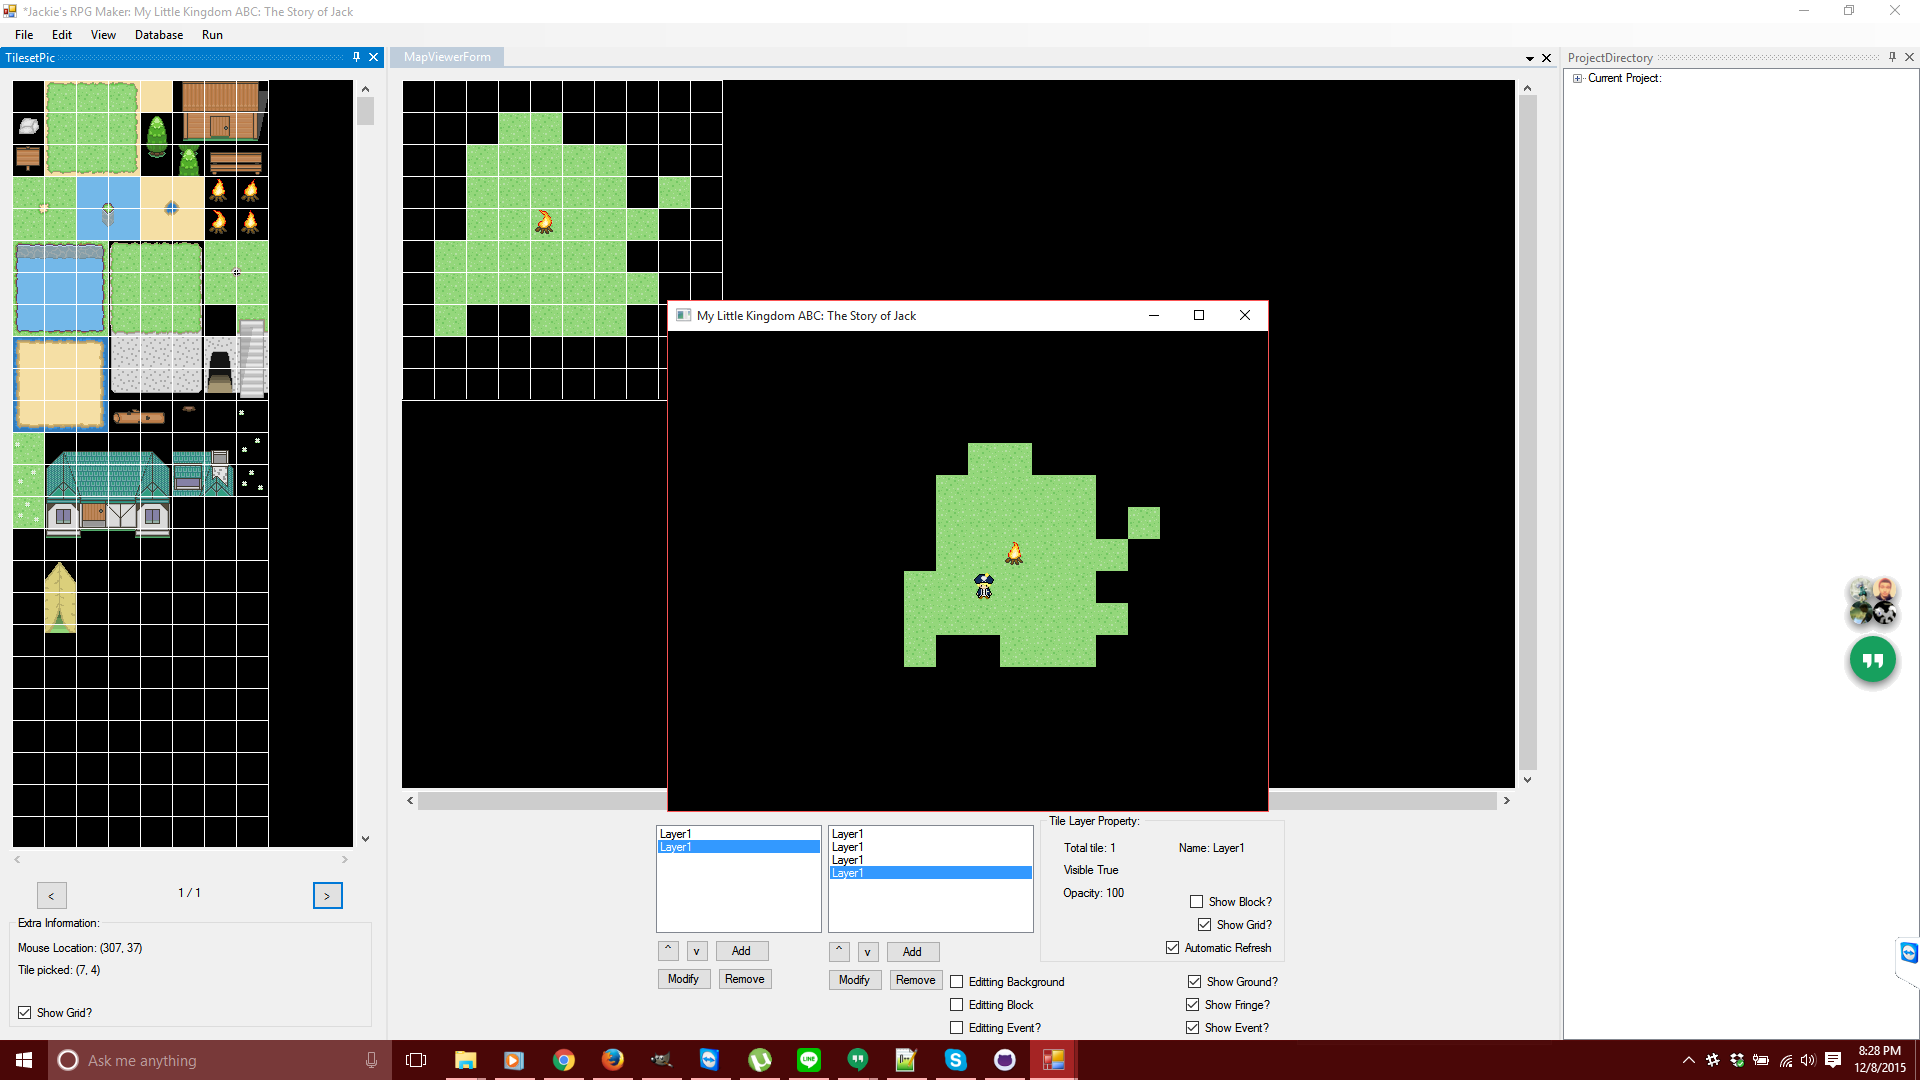 *Jackie's RPG Maker: My Little Kingdom ABC: The Story of Jack
File Edit View Database Run
TilesetPic
MapViewerForm
ProjectDirectory
Current Project:
My Little Kingdom ABC: The Story of Jack
< 1 / 1 >
Extra Information:
Mouse Location: (307, 37)
Tile picked: (7, 4)
Show Grid?
Layer1
Layer1
^ v Add
Modify Remove
Layer1
Layer1
Layer1
Layer1
^ v Add
Modify Remove
Tile Layer Property:
Total tile: 1 Name: Layer1
Visible True
Opacity: 100
Show Block?
Show Grid?
Automatic Refresh
Editing Background Show Ground?
Editing Block Show Fringe?
Editing Event? Show Event?
Ask me anything
LINE
8:28 PM
12/8/2015